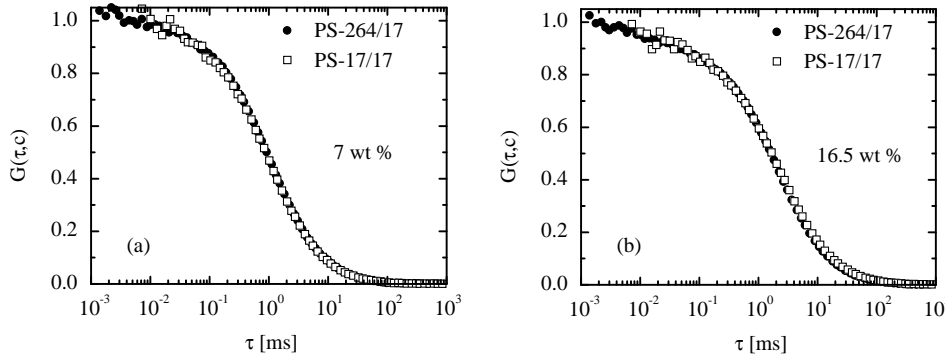 1.0
0.8
0.6
0.4
0.2
0.0
G(τ,c)
PS-264/17
PS-17/17
7 wt %
(a)
10⁻³ 10⁻² 10⁻¹ 10⁰ 10¹ 10² 10³
τ [ms]
1.0
0.8
0.6
0.4
0.2
0.0
G(τ,c)
PS-264/17
PS-17/17
16.5 wt %
(b)
10⁻³ 10⁻² 10⁻¹ 10⁰ 10¹ 10² 10
τ [ms]